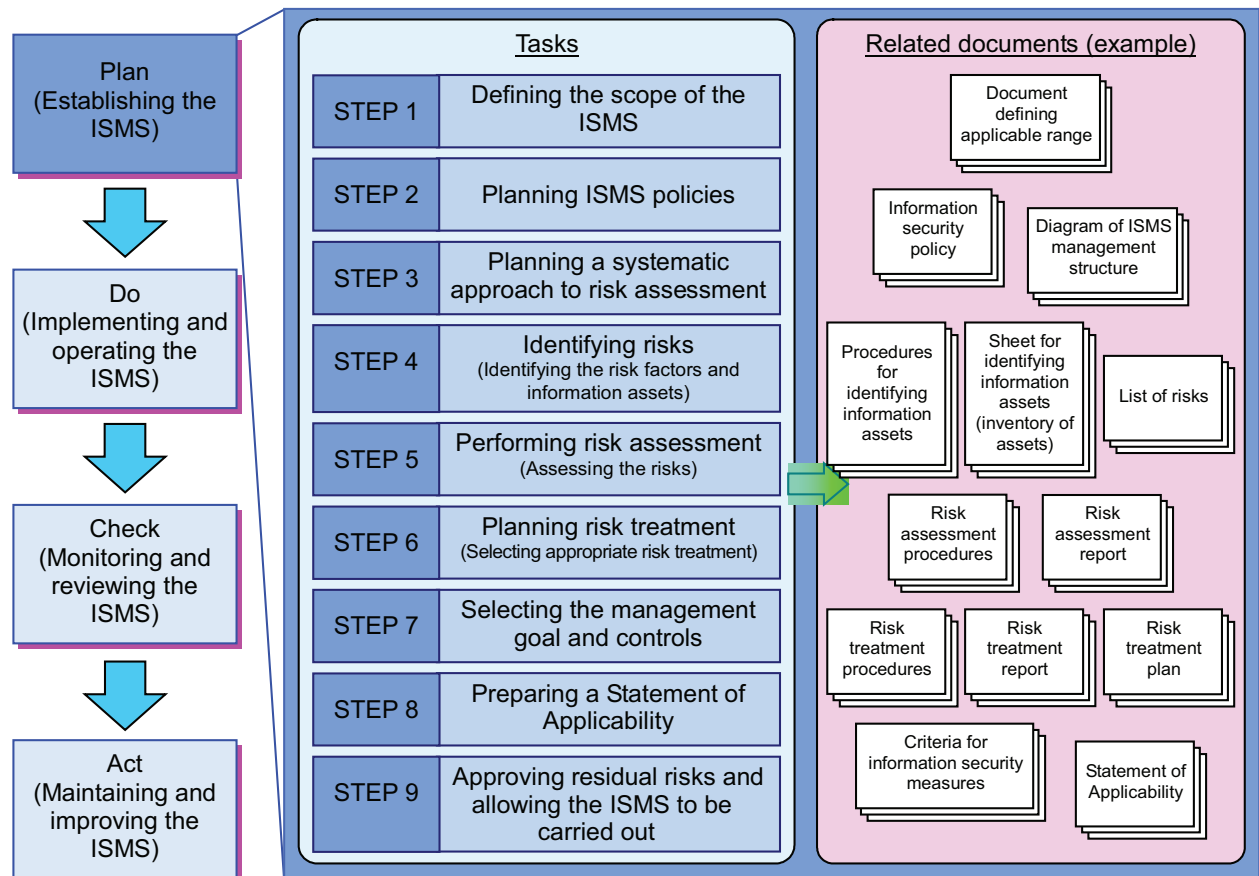 Plan
(Establishing the
ISMS)
Do
(Implementing and
operating the
ISMS)
Check
(Monitoring and
reviewing the
ISMS)
Act
(Maintaining and
improving the
ISMS)
Tasks
STEP 1
Defining the scope of the
ISMS
STEP 2
Planning ISMS policies
STEP 3
Planning a systematic
approach to risk assessment
STEP 4
Identifying risks
(Identifying the risk factors and
information assets)
STEP 5
Performing risk assessment
(Assessing the risks)
STEP 6
Planning risk treatment
(Selecting appropriate risk treatment)
STEP 7
Selecting the management
goal and controls
STEP 8
Preparing a Statement of
Applicability
STEP 9
Approving residual risks and
allowing the ISMS to be
carried out
Related documents (example)
Document
defining
applicable range
Information
security
policy
Diagram of ISMS
management
structure
Procedures
for
identifying
information
assets
Sheet for
identifying
information
assets
(inventory of
assets)
List of risks
Risk
assessment
procedures
Risk
assessment
report
Risk
treatment
procedures
Risk
treatment
report
Risk
treatment
plan
Criteria for
information security
measures
Statement of
Applicability